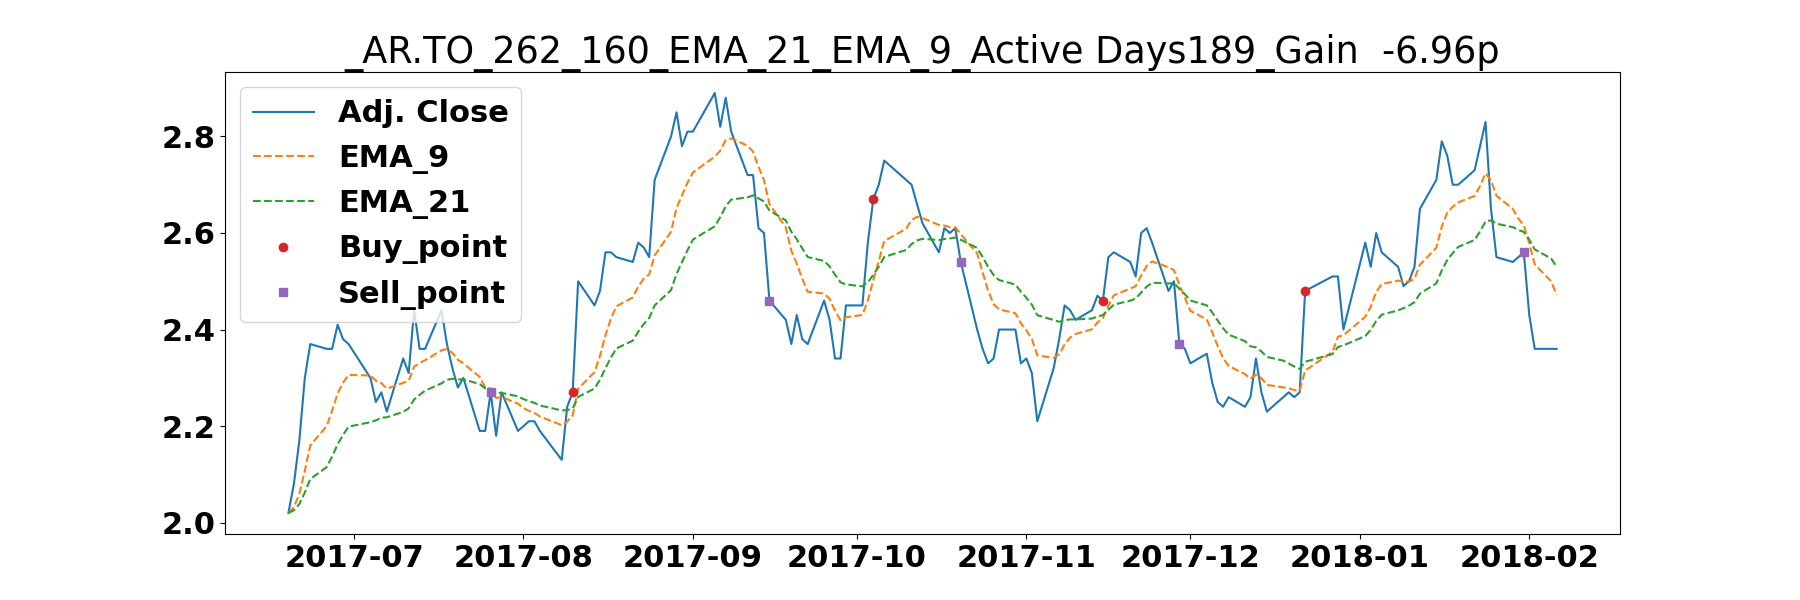 _AR.TO_262_160_EMA_21_EMA_9_Active Days189_Gain  -6.96p
Adj. Close
EMA_9
EMA_21
Buy_point
Sell_point
2.8
2.6
2.4
2.2
2.0
2017-07 2017-08 2017-09 2017-10 2017-11 2017-12 2018-01 2018-02